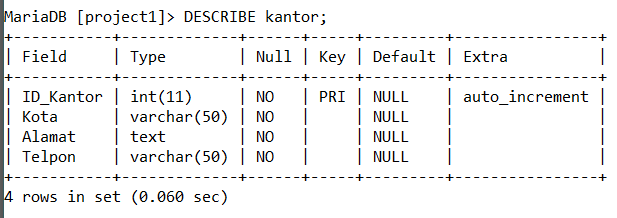 MariaDB [project1]> DESCRIBE kantor;
+-----------+-------------+------+-----+---------+----------------+
| Field     | Type        | Null | Key | Default | Extra          |
+-----------+-------------+------+-----+---------+----------------+
| ID_Kantor | int(11)     | NO   | PRI | NULL    | auto_increment |
| Kota      | varchar(50) | NO   |     | NULL    |                |
| Alamat    | text        | NO   |     | NULL    |                |
| Telpon    | varchar(50) | NO   |     | NULL    |                |
+-----------+-------------+------+-----+---------+----------------+
4 rows in set (0.060 sec)